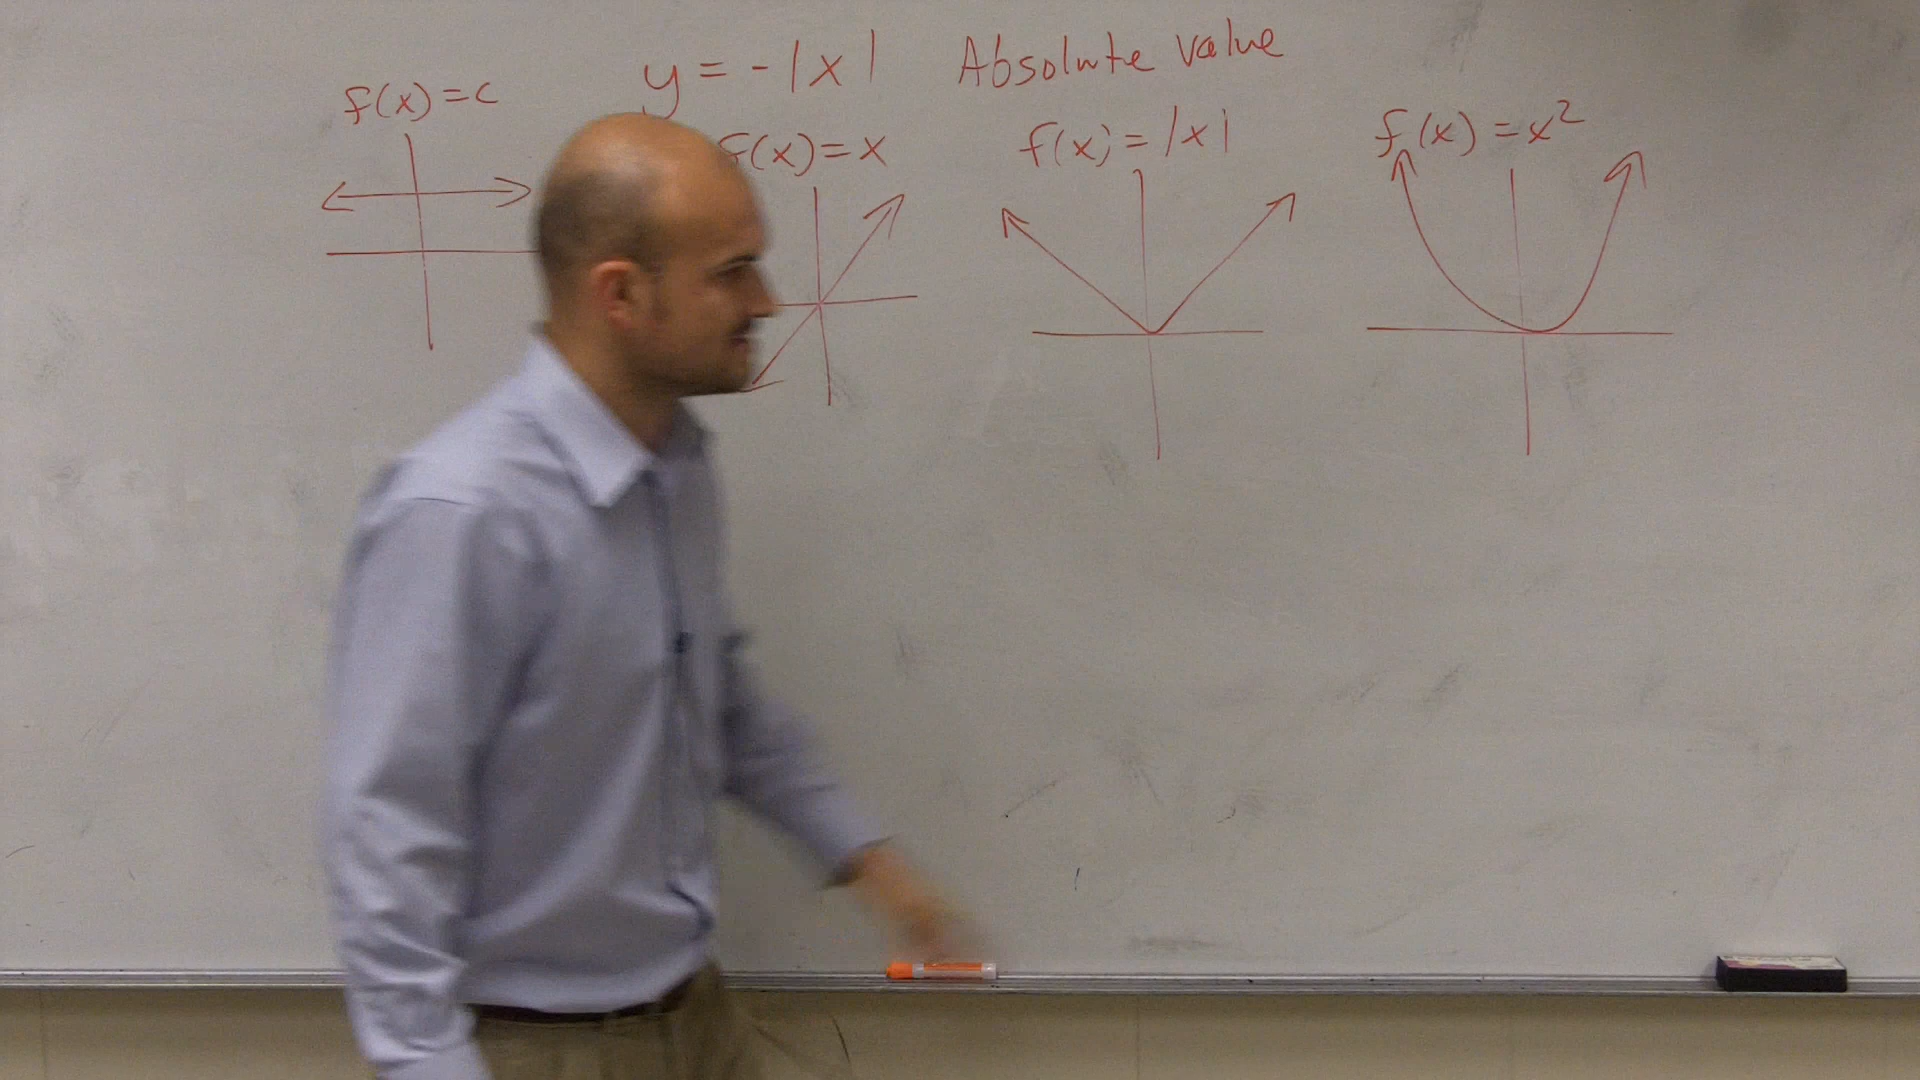 y = -|x| Absolute value
f(x)=c
f(x)=x
f(x)=|x|
f(x)=x²